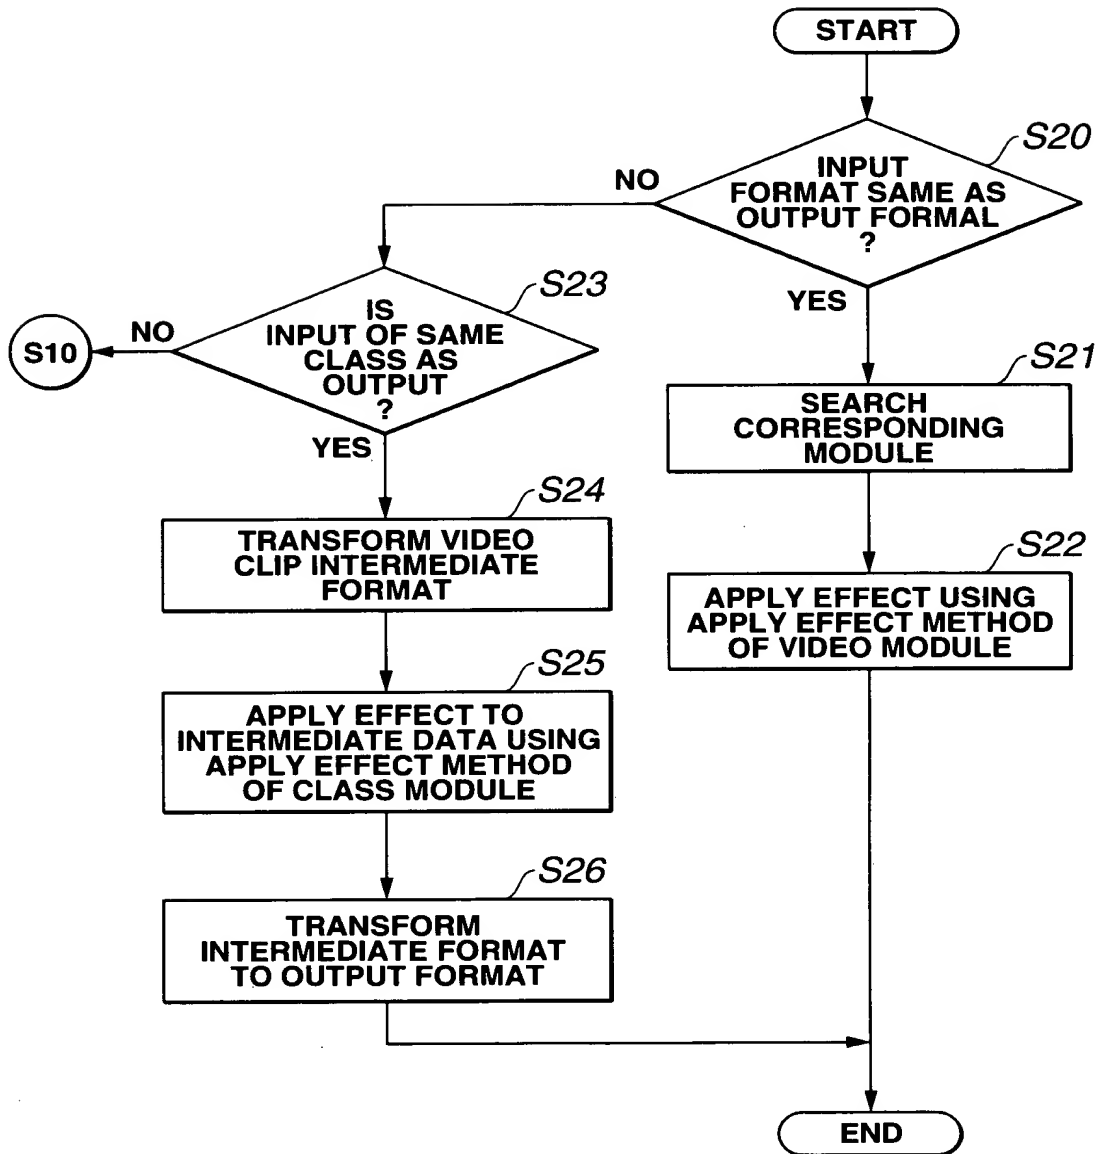 START
S20
INPUT
FORMAT SAME AS
OUTPUT FORMAL
?
NO
YES
S23
IS
INPUT OF SAME
CLASS AS
OUTPUT
?
NO
S10
YES
S21
SEARCH
CORRESPONDING
MODULE
S24
TRANSFORM VIDEO
CLIP INTERMEDIATE
FORMAT
S22
APPLY EFFECT USING
APPLY EFFECT METHOD
OF VIDEO MODULE
S25
APPLY EFFECT TO
INTERMEDIATE DATA USING
APPLY EFFECT METHOD
OF CLASS MODULE
S26
TRANSFORM
INTERMEDIATE FORMAT
TO OUTPUT FORMAT
END